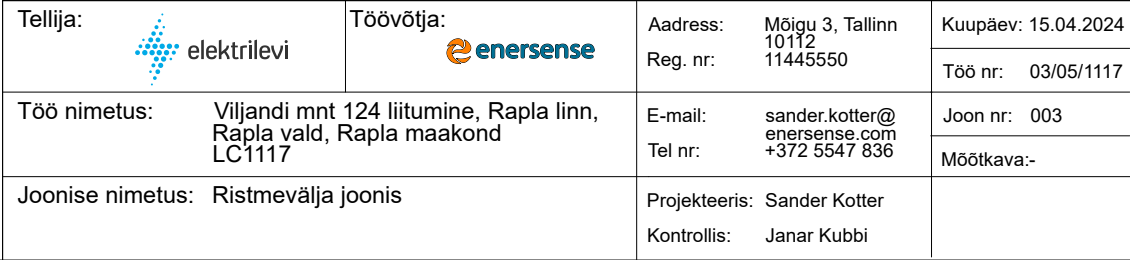 Tellija:
elektrilevi
Töövõtja:
enersense
Aadress: Mõigu 3, Tallinn
10112
Reg. nr: 11445550
Kuupäev: 15.04.2024
Töö nr: 03/05/1117
Töö nimetus: Viljandi mnt 124 liitumine, Rapla linn,
Rapla vald, Rapla maakond
LC1117
E-mail: sander.kotter@
enersense.com
Tel nr: +372 5547 836
Joon nr: 003
Mõõtkava:-
Joonise nimetus: Ristmevälja joonis
Projekteeris: Sander Kotter
Kontrollis: Janar Kubbi